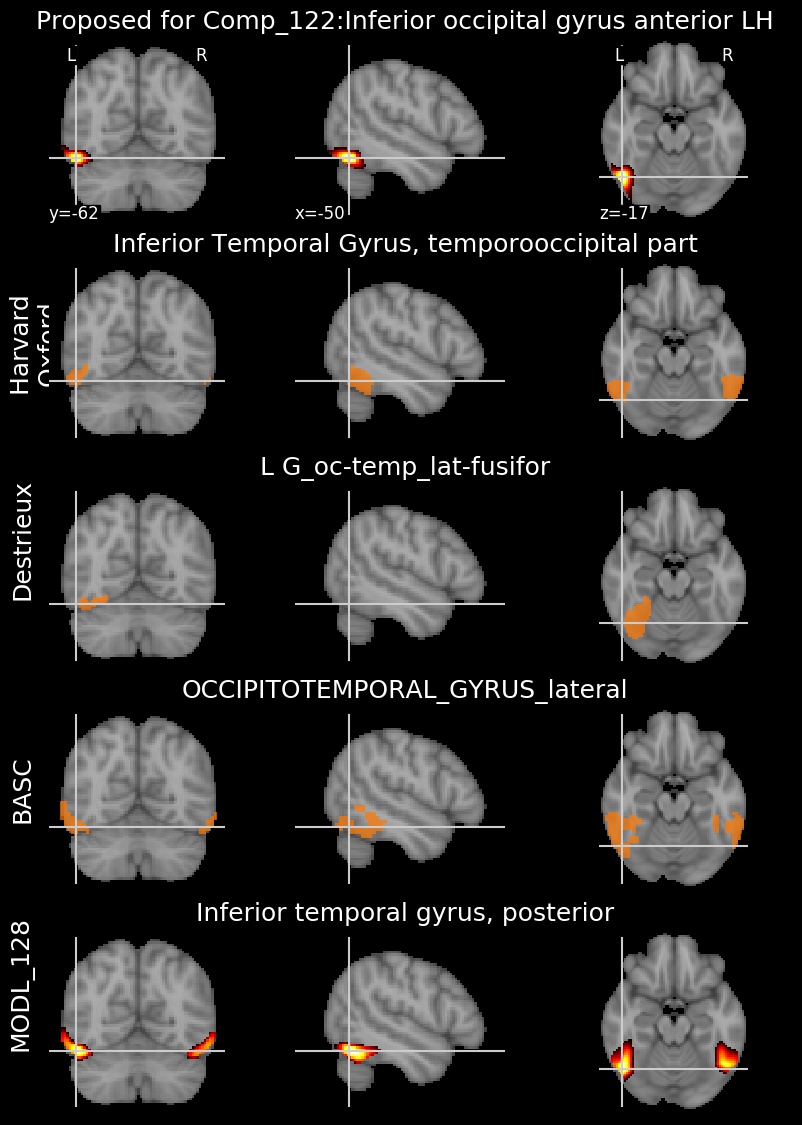 Proposed for Comp_122:Inferior occipital gyrus anterior LH
L R L R
y=-62 x=-50 z=-17
Inferior Temporal Gyrus, temporooccipital part
Harvard
Oxford
L G_oc-temp_lat-fusifor
Destrieux
OCCIPITOTEMPORAL_GYRUS_lateral
BASC
Inferior temporal gyrus, posterior
MODL_128